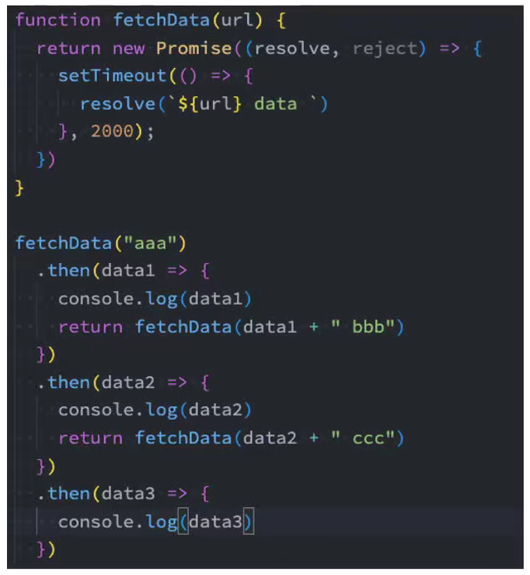 function fetchData(url) {
  return new Promise((resolve, reject) => {
    setTimeout(() => {
      resolve(`${url} data `)
    }, 2000);
  })
}

fetchData("aaa")
  .then(data1 => {
    console.log(data1)
    return fetchData(data1 + " bbb")
  })
  .then(data2 => {
    console.log(data2)
    return fetchData(data2 + " ccc")
  })
  .then(data3 => {
    console.log(data3)
  })